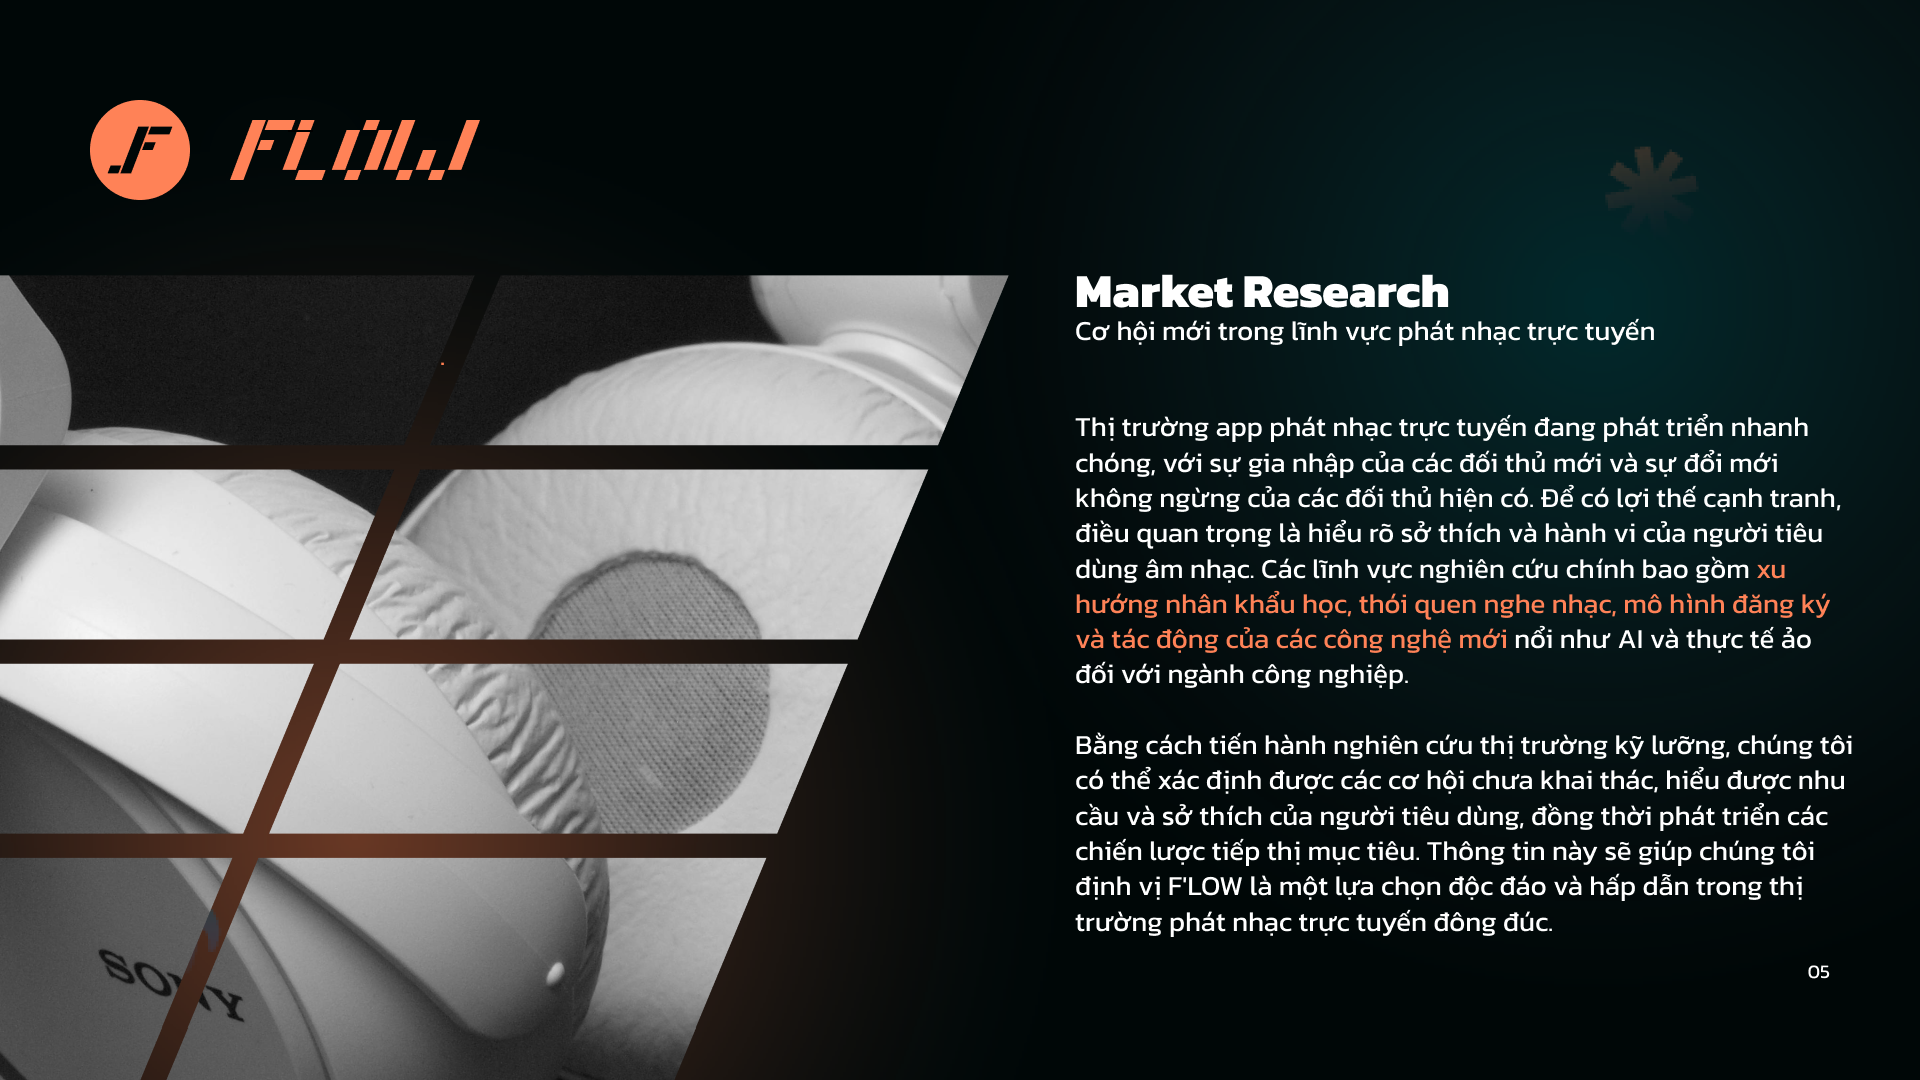 F
FLOW
Market Research
Cơ hội mới trong lĩnh vực phát nhạc trực tuyến
Thị trường app phát nhạc trực tuyến đang phát triển nhanh
chóng, với sự gia nhập của các đối thủ mới và sự đổi mới
không ngừng của các đối thủ hiện có. Để có lợi thế cạnh tranh,
điều quan trọng là hiểu rõ sở thích và hành vi của người tiêu
dùng âm nhạc. Các lĩnh vực nghiên cứu chính bao gồm xu
hướng nhân khẩu học, thói quen nghe nhạc, mô hình đăng ký
và tác động của các công nghệ mới nổi như AI và thực tế ảo
đối với ngành công nghiệp.
Bằng cách tiến hành nghiên cứu thị trường kỹ lưỡng, chúng tôi
có thể xác định được các cơ hội chưa khai thác, hiểu được nhu
cầu và sở thích của người tiêu dùng, đồng thời phát triển các
chiến lược tiếp thị mục tiêu. Thông tin này sẽ giúp chúng tôi
định vị F'LOW là một lựa chọn độc đáo và hấp dẫn trong thị
trường phát nhạc trực tuyến đông đúc.
SONY
05